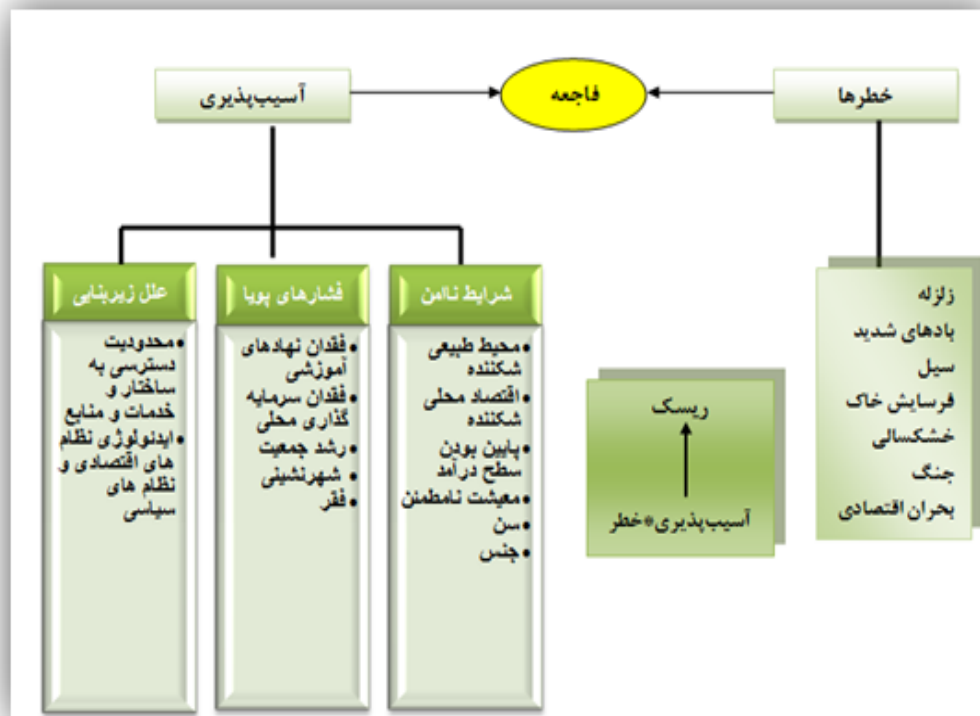 خطرها
فاجعه
آسیب‌پذیری
زلزله
بادهای شدید
سیل
فرسایش خاک
خشکسالی
جنگ
بحران اقتصادی
ریسک
آسیب‌پذیری*خطر
شرایط ناامن
•محیط طبیعی
شکننده
•اقتصاد محلی
شکننده
•پایین بودن
سطح درآمد
•معیشت نامطمئن
•سن
•جنس
فشارهای پویا
•فقدان نهادهای
آموزشی
•فقدان سرمایه
گذاری محلی
•رشد جمعیت
•شهرنشینی
•فقر
علل زیربنایی
•محدودیت
دسترسی به
ساختار و
خدمات و منابع
•ایدئولوژی نظام
های اقتصادی و
نظام های
سیاسی